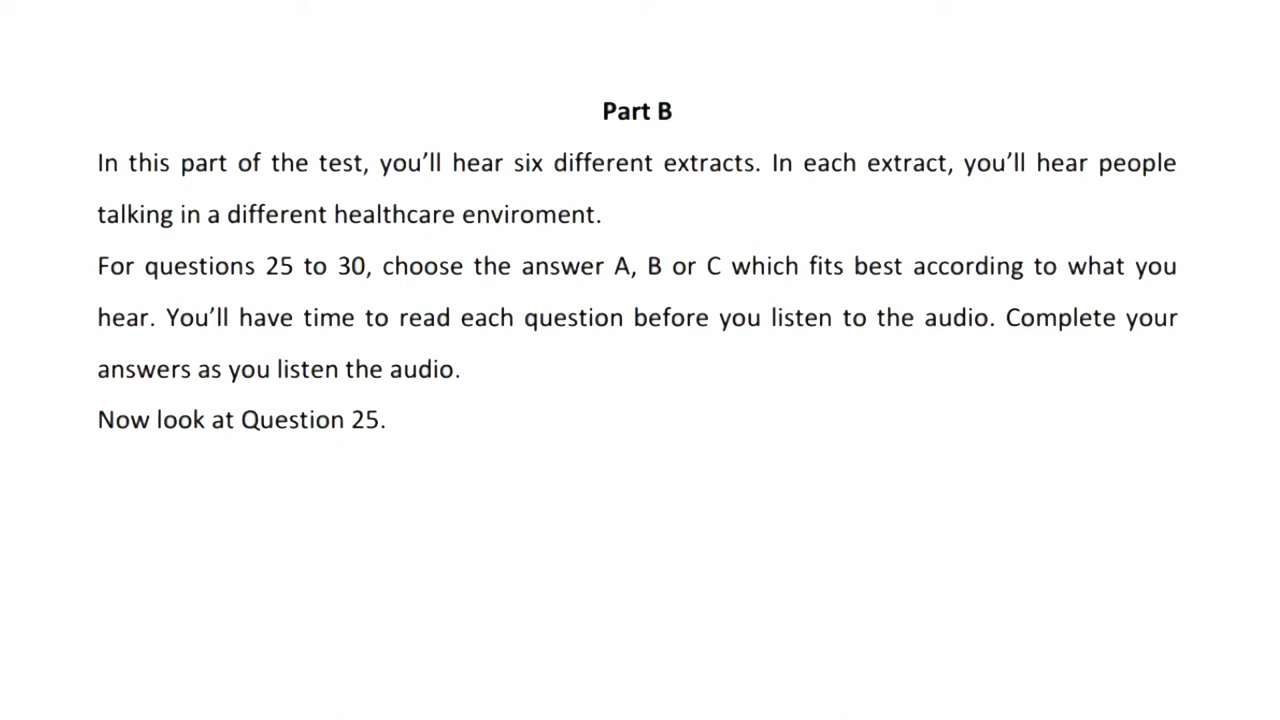 Part B
In this part of the test, you’ll hear six different extracts. In each extract, you’ll hear people
talking in a different healthcare enviroment.
For questions 25 to 30, choose the answer A, B or C which fits best according to what you
hear. You’ll have time to read each question before you listen to the audio. Complete your
answers as you listen the audio.
Now look at Question 25.